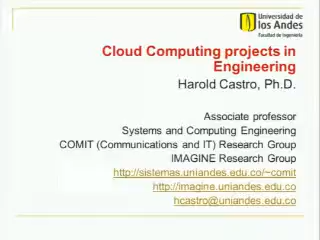 Universidad de
los Andes
Facultad de Ingeniería
Cloud Computing projects in
Engineering
Harold Castro, Ph.D.
Associate professor
Systems and Computing Engineering
COMIT (Communications and IT) Research Group
IMAGINE Research Group
http://sistemas.uniandes.edu.co/~comit
http://imagine.uniandes.edu.co
hcastro@uniandes.edu.co